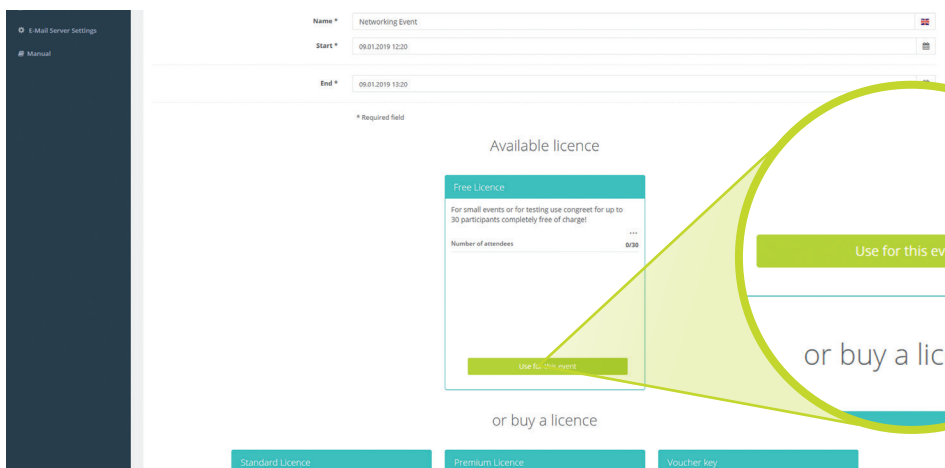 E-Mail Server Settings
Manual
Name *
Networking Event
Start *
09.01.2019 12:20
End *
09.01.2019 13:20
* Required field
Available licence
Free Licence
For small events or for testing use congreet for up to
30 participants completely free of charge!
...
Number of attendees 0/30
Use for this event
or buy a licence
Standard Licence
Premium Licence
Voucher key
Use for this ev
or buy a lic